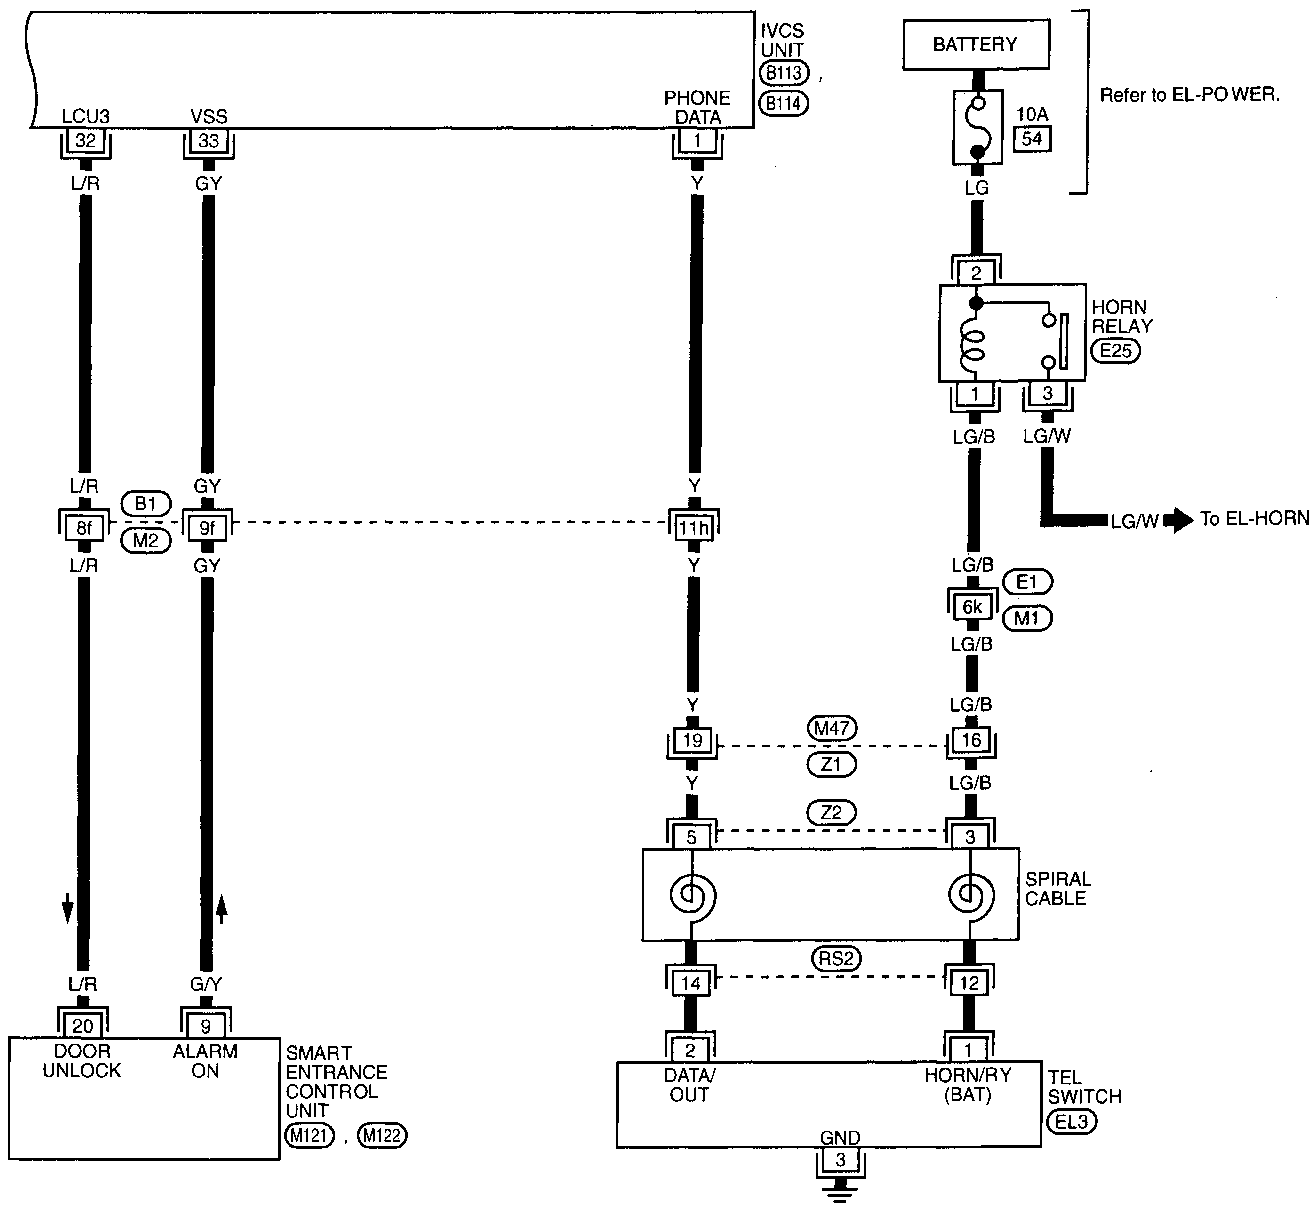 IVCS
UNIT
B113 ,
B114
LCU3
VSS
PHONE
DATA
32
33
1
L/R
GY
Y
BATTERY
10A
54
Refer to EL-POWER.
LG
2
HORN
RELAY
E25
1
3
LG/B
LG/W
L/R
GY
Y
B1
M2
8f
9f
11h
L/R
GY
Y
LG/W
To EL-HORN
LG/B
6k
E1
M1
LG/B
Y
LG/B
19
M47
Z1
16
Y
LG/B
Z2
5
3
SPIRAL
CABLE
RS2
14
12
L/R
G/Y
20
9
DOOR
UNLOCK
ALARM
ON
SMART
ENTRANCE
CONTROL
UNIT
M121 , M122
2
1
DATA/
OUT
HORN/RY
(BAT)
TEL
SWITCH
EL3
GND
3